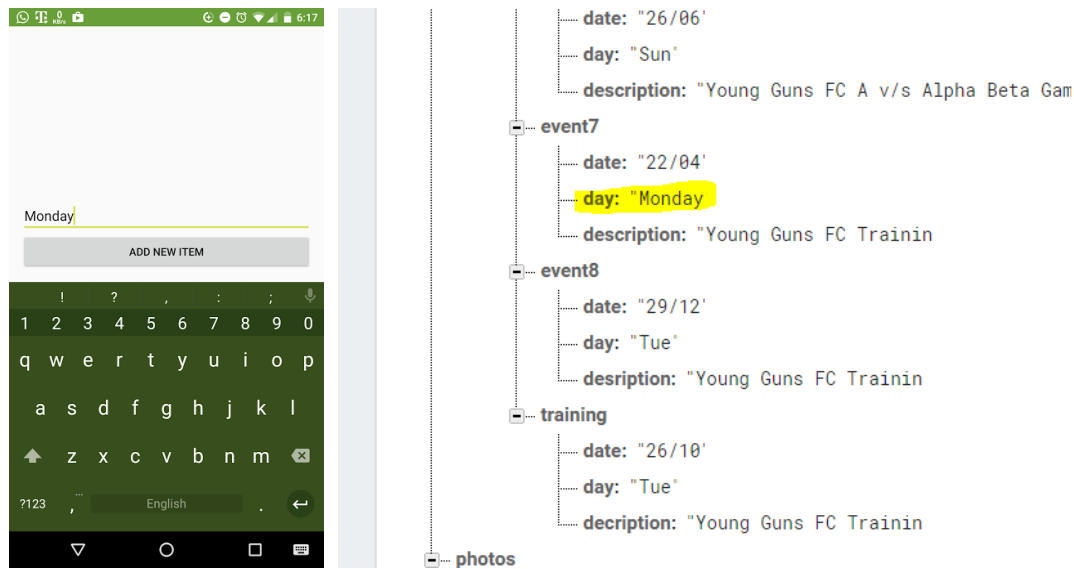 0
KB/s
6:17
Monday
ADD NEW ITEM
! ? , : ;
1 2 3 4 5 6 7 8 9 0
q w e r t y u i o p
a s d f g h j k l
z x c v b n m
?123 , ... English .
date: "26/06"
day: "Sun"
description: "Young Guns FC A v/s Alpha Beta Gam
event7
date: "22/04"
day: "Monday
description: "Young Guns FC Trainin
event8
date: "29/12"
day: "Tue"
desription: "Young Guns FC Trainin
training
date: "26/10"
day: "Tue"
decription: "Young Guns FC Trainin
photos